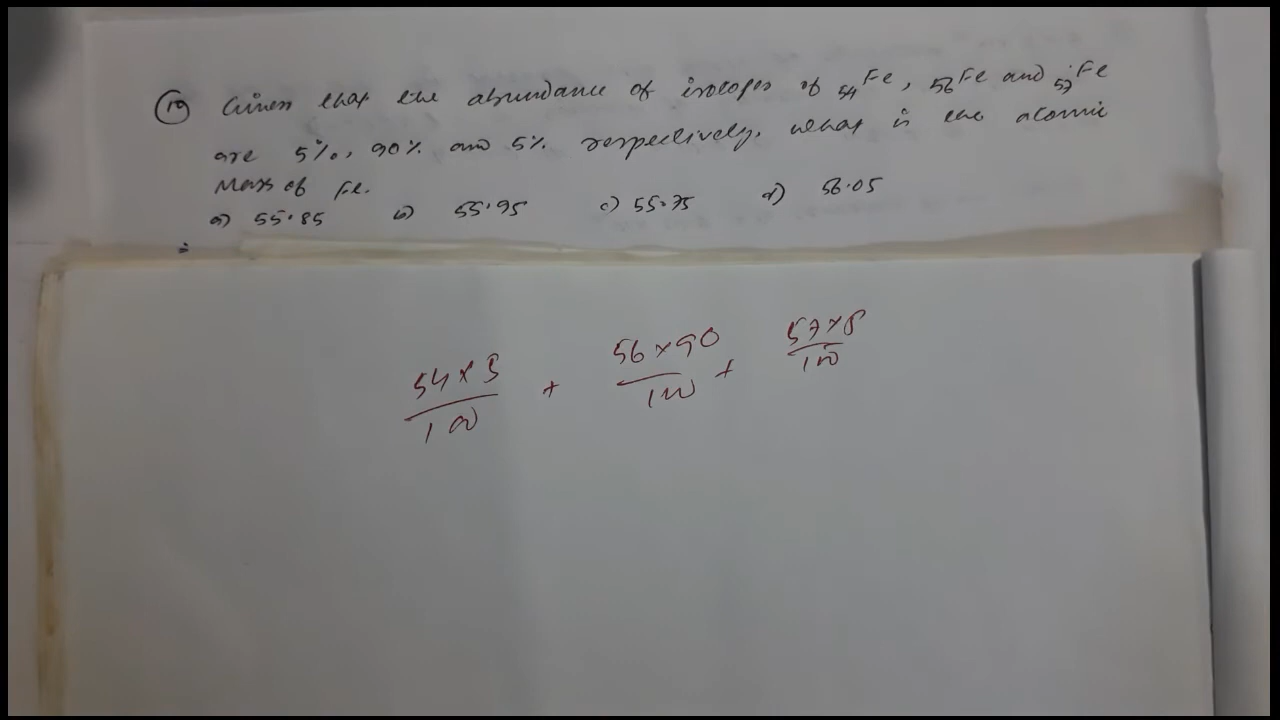 (19) Given that the abundance of isotopes of 54Fe, 56Fe and 57Fe
are 5%, 90% and 5% respectively. What is the atomic
Mass of Fe.
a) 55.85 b) 55.95 c) 55.75 d) 56.05
54×5/100 + 56×90/100 + 57×5/100